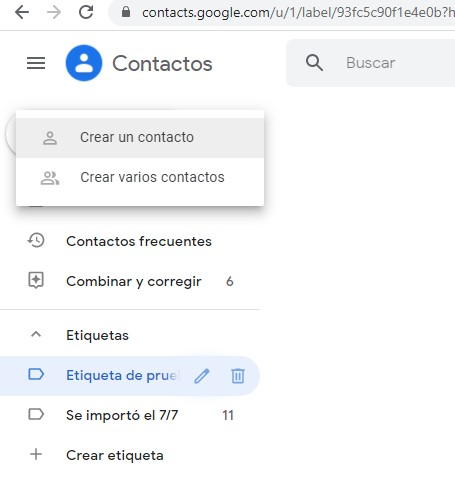 contacts.google.com/u/1/label/93fc5c90f1e4e0b?h
Contactos
Buscar
Crear un contacto
Crear varios contactos
Contactos frecuentes
Combinar y corregir 6
Etiquetas
Etiqueta de prue
Se importó el 7/7 11
Crear etiqueta